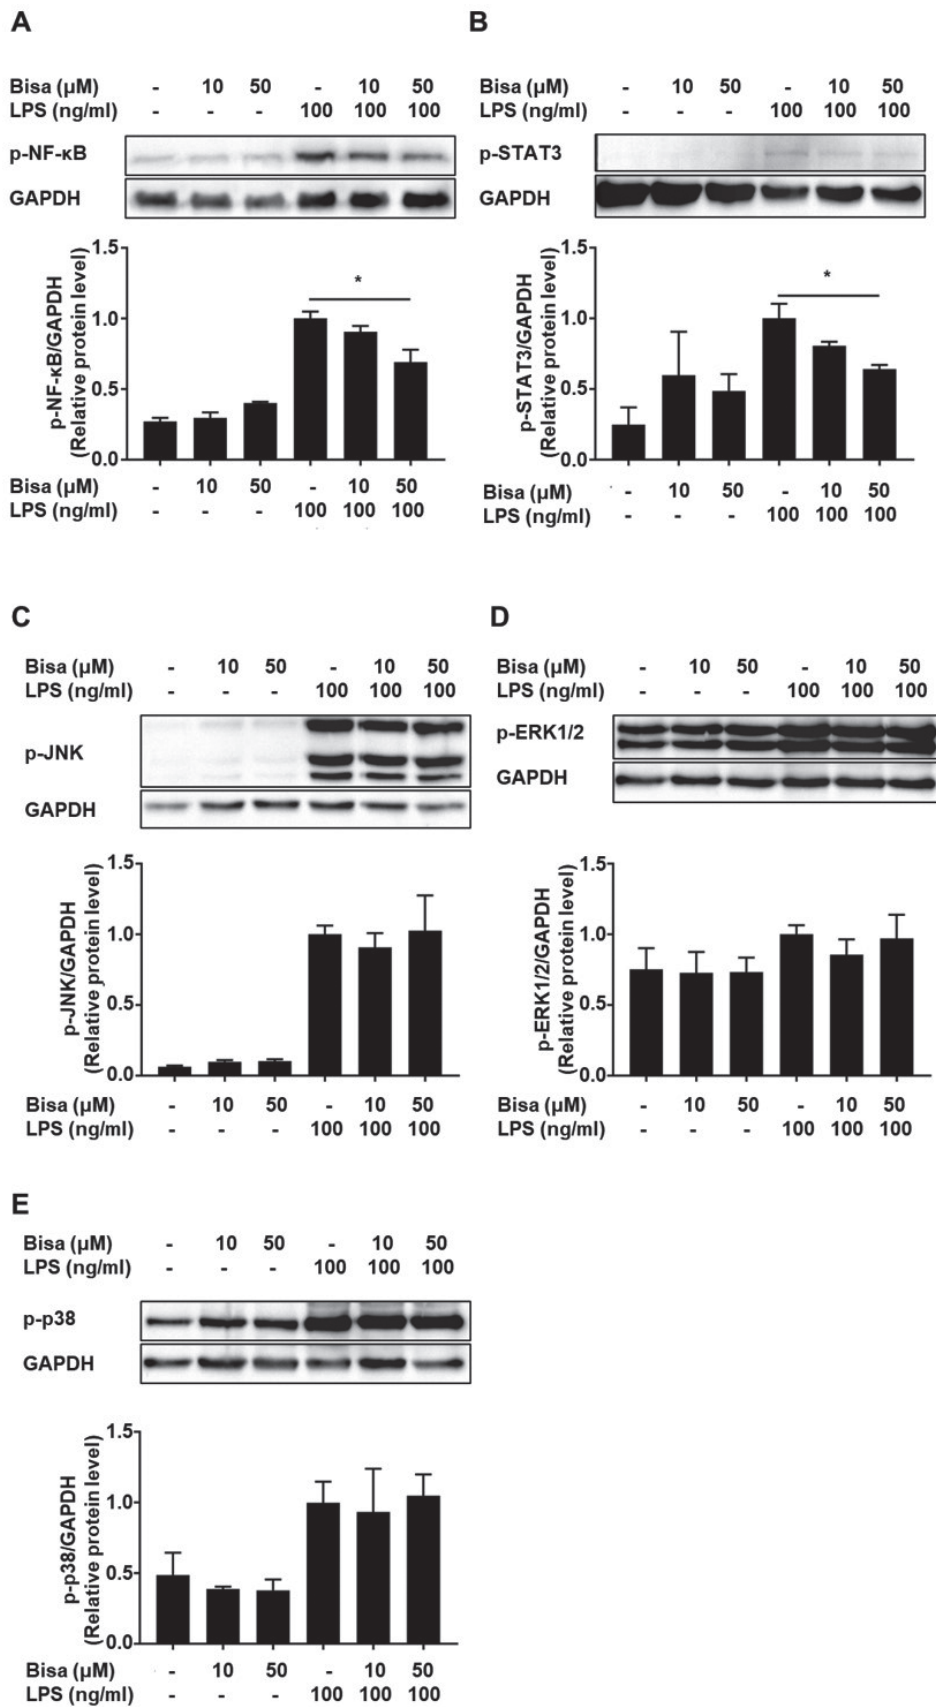 A
Bisa (µM) - 10 50 - 10 50
LPS (ng/ml) - - - 100 100 100
p-NF-κB
GAPDH
p-NF-κB/GAPDH
(Relative protein level)
1.5
*
1.0
0.5
0.0
Bisa (µM) - 10 50 - 10 50
LPS (ng/ml) - - - 100 100 100
B
Bisa (µM) - 10 50 - 10 50
LPS (ng/ml) - - - 100 100 100
p-STAT3
GAPDH
p-STAT3/GAPDH
(Relative protein level)
1.5
*
1.0
0.5
0.0
Bisa (µM) - 10 50 - 10 50
LPS (ng/ml) - - - 100 100 100
C
Bisa (µM) - 10 50 - 10 50
LPS (ng/ml) - - - 100 100 100
p-JNK
GAPDH
p-JNK/GAPDH
(Relative protein level)
1.5
1.0
0.5
0.0
Bisa (µM) - 10 50 - 10 50
LPS (ng/ml) - - - 100 100 100
D
Bisa (µM) - 10 50 - 10 50
LPS (ng/ml) - - - 100 100 100
p-ERK1/2
GAPDH
p-ERK1/2/GAPDH
(Relative protein level)
1.5
1.0
0.5
0.0
Bisa (µM) - 10 50 - 10 50
LPS (ng/ml) - - - 100 100 100
E
Bisa (µM) - 10 50 - 10 50
LPS (ng/ml) - - - 100 100 100
p-p38
GAPDH
p-p38/GAPDH
(Relative protein level)
1.5
1.0
0.5
0.0
Bisa (µM) - 10 50 - 10 50
LPS (ng/ml) - - - 100 100 100